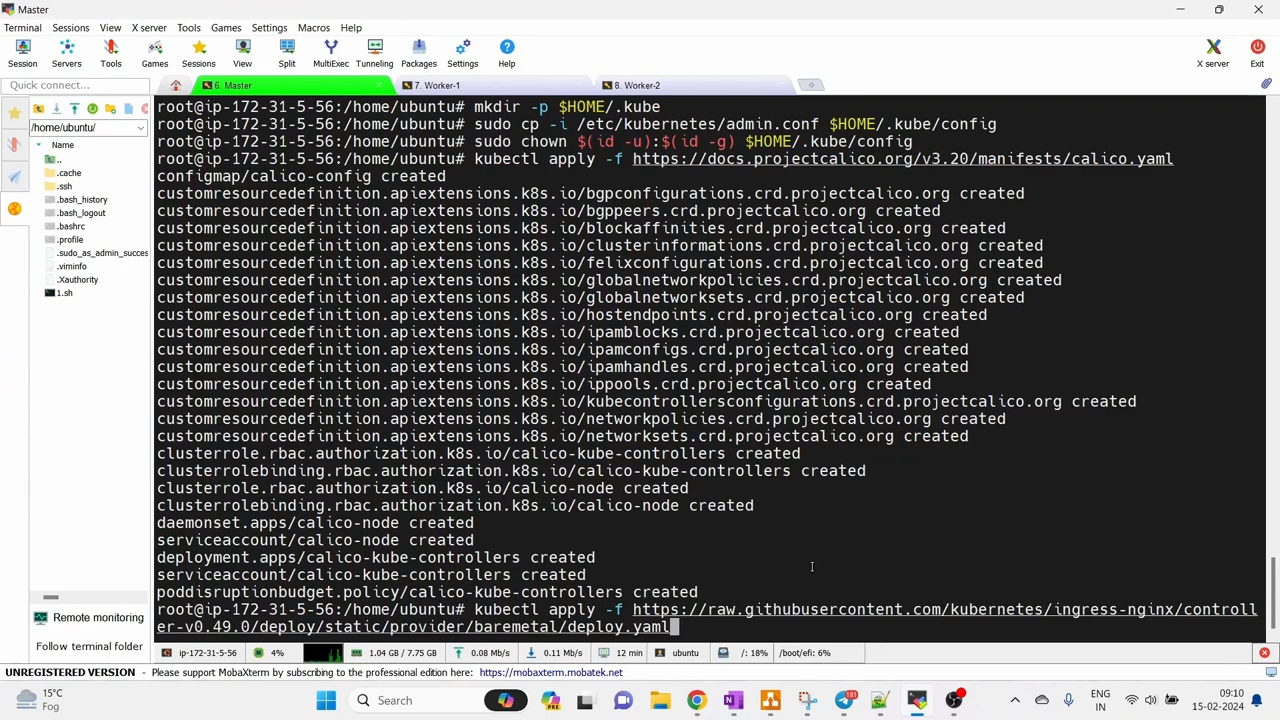 Master
Terminal Sessions View X server Tools Games Settings Macros Help
Session Servers Tools Games Sessions View Split MultiExec Tunneling Packages Settings Help X server Exit
Quick connect...
6. Master
7. Worker-1
8. Worker-2
/home/ubuntu/
Name
..
.cache
.ssh
.bash_history
.bash_logout
.bashrc
.profile
.sudo_as_admin_succes
.viminfo
.Xauthority
1.sh
Remote monitoring
Follow terminal folder
root@ip-172-31-5-56:/home/ubuntu# mkdir -p $HOME/.kube
root@ip-172-31-5-56:/home/ubuntu# sudo cp -i /etc/kubernetes/admin.conf $HOME/.kube/config
root@ip-172-31-5-56:/home/ubuntu# sudo chown $(id -u):$(id -g) $HOME/.kube/config
root@ip-172-31-5-56:/home/ubuntu# kubectl apply -f https://docs.projectcalico.org/v3.20/manifests/calico.yaml
configmap/calico-config created
customresourcedefinition.apiextensions.k8s.io/bgpconfigurations.crd.projectcalico.org created
customresourcedefinition.apiextensions.k8s.io/bgppeers.crd.projectcalico.org created
customresourcedefinition.apiextensions.k8s.io/blockaffinities.crd.projectcalico.org created
customresourcedefinition.apiextensions.k8s.io/clusterinformations.crd.projectcalico.org created
customresourcedefinition.apiextensions.k8s.io/felixconfigurations.crd.projectcalico.org created
customresourcedefinition.apiextensions.k8s.io/globalnetworkpolicies.crd.projectcalico.org created
customresourcedefinition.apiextensions.k8s.io/globalnetworksets.crd.projectcalico.org created
customresourcedefinition.apiextensions.k8s.io/hostendpoints.crd.projectcalico.org created
customresourcedefinition.apiextensions.k8s.io/ipamblocks.crd.projectcalico.org created
customresourcedefinition.apiextensions.k8s.io/ipamconfigs.crd.projectcalico.org created
customresourcedefinition.apiextensions.k8s.io/ipamhandles.crd.projectcalico.org created
customresourcedefinition.apiextensions.k8s.io/ippools.crd.projectcalico.org created
customresourcedefinition.apiextensions.k8s.io/kubecontrollersconfigurations.crd.projectcalico.org created
customresourcedefinition.apiextensions.k8s.io/networkpolicies.crd.projectcalico.org created
customresourcedefinition.apiextensions.k8s.io/networksets.crd.projectcalico.org created
clusterrole.rbac.authorization.k8s.io/calico-kube-controllers created
clusterrolebinding.rbac.authorization.k8s.io/calico-kube-controllers created
clusterrole.rbac.authorization.k8s.io/calico-node created
clusterrolebinding.rbac.authorization.k8s.io/calico-node created
daemonset.apps/calico-node created
serviceaccount/calico-node created
deployment.apps/calico-kube-controllers created
serviceaccount/calico-kube-controllers created
poddisruptionbudget.policy/calico-kube-controllers created
root@ip-172-31-5-56:/home/ubuntu# kubectl apply -f https://raw.githubusercontent.com/kubernetes/ingress-nginx/controll
er-v0.49.0/deploy/static/provider/baremetal/deploy.yaml
ip-172-31-5-56 4% 1.04 GB / 7.75 GB 0.08 Mb/s 0.11 Mb/s 12 min ubuntu /: 18% /boot/efi: 6%
UNREGISTERED VERSION - Please support MobaXterm by subscribing to the professional edition here: https://mobaxterm.mobatek.net
15°C
Fog
Search
181
ENG
IN
09:10
15-02-2024